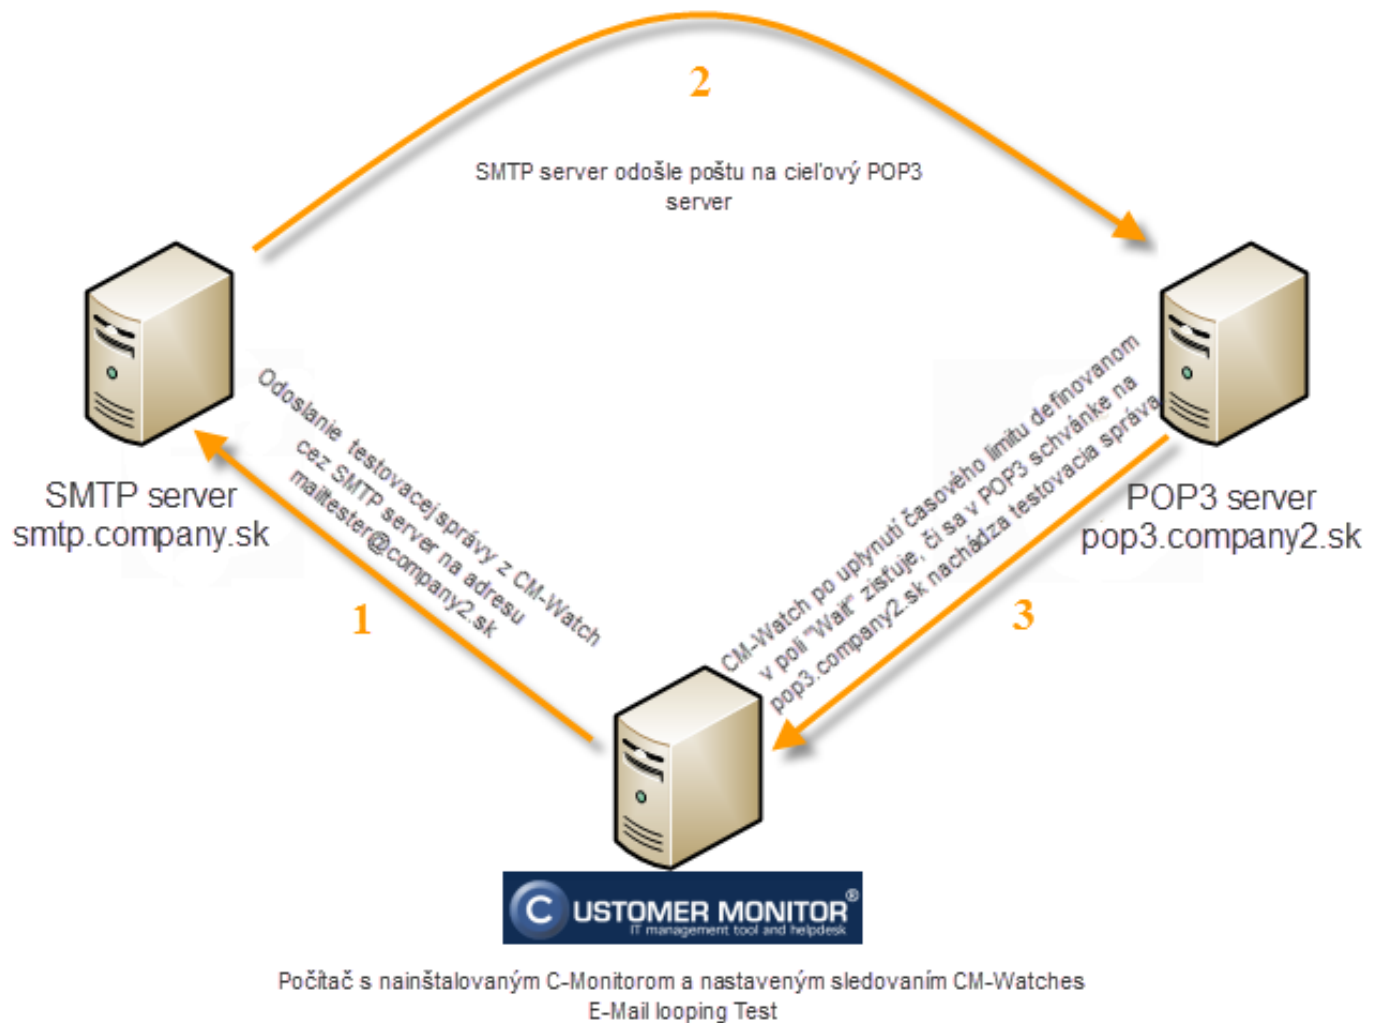 2
SMTP server odošle poštu na cieľový POP3
server
SMTP server
smtp.company.sk
Odoslanie testovacej správy z CM-Watch
cez SMTP server na adresu
mailtester@company2.sk
1
CM-Watch po uplynutí časového limitu definovanom
v poli "Wait" zisťuje, či sa v POP3 schvánke na
pop3.company2.sk nachádza testovacia správa
3
POP3 server
pop3.company2.sk
CUSTOMER MONITOR®
IT management tool and helpdesk
Počítač s nainštalovaným C-Monitorom a nastaveným sledovaním CM-Watches
E-Mail looping Test